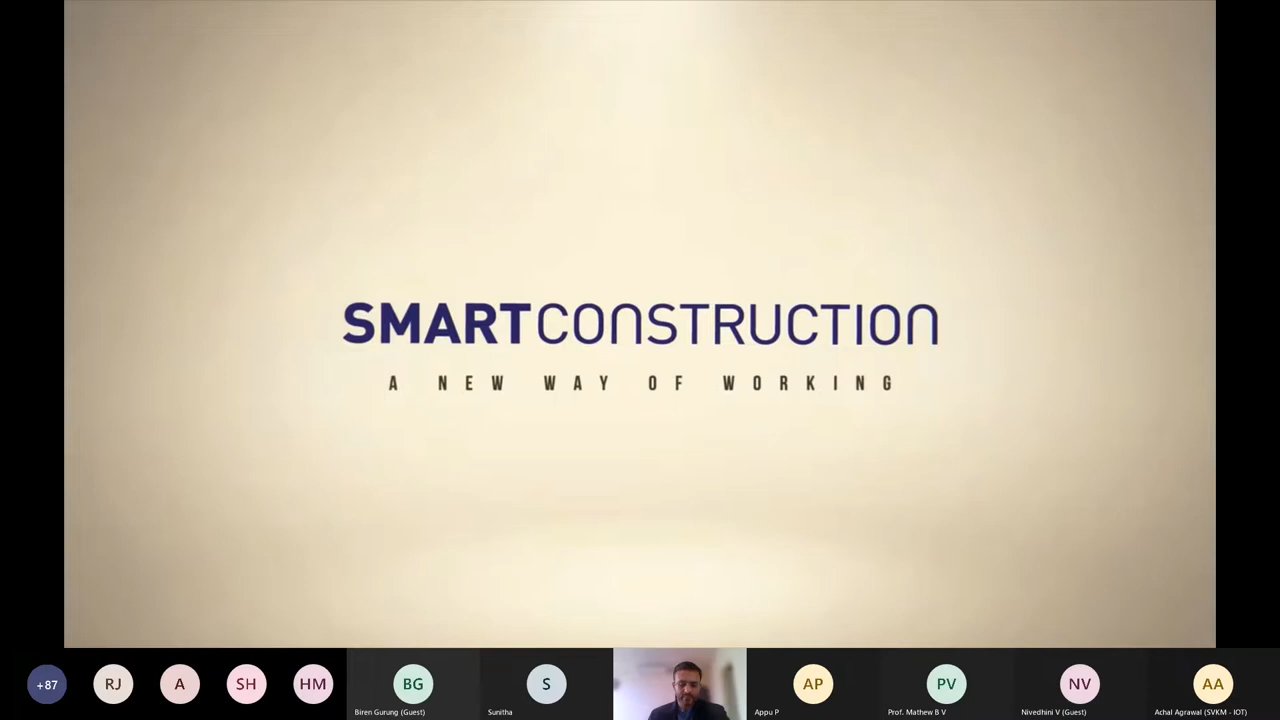 SMARTCONSTRUCTION
A NEW WAY OF WORKING
+87
RJ
A
SH
HM
BG
Biren Gurung (Guest)
S
Sunitha
AP
Appu P
PV
Prof. Mathew B V
NV
Nivedhini V (Guest)
AA
Achal Agrawal (SVKM - IOT)